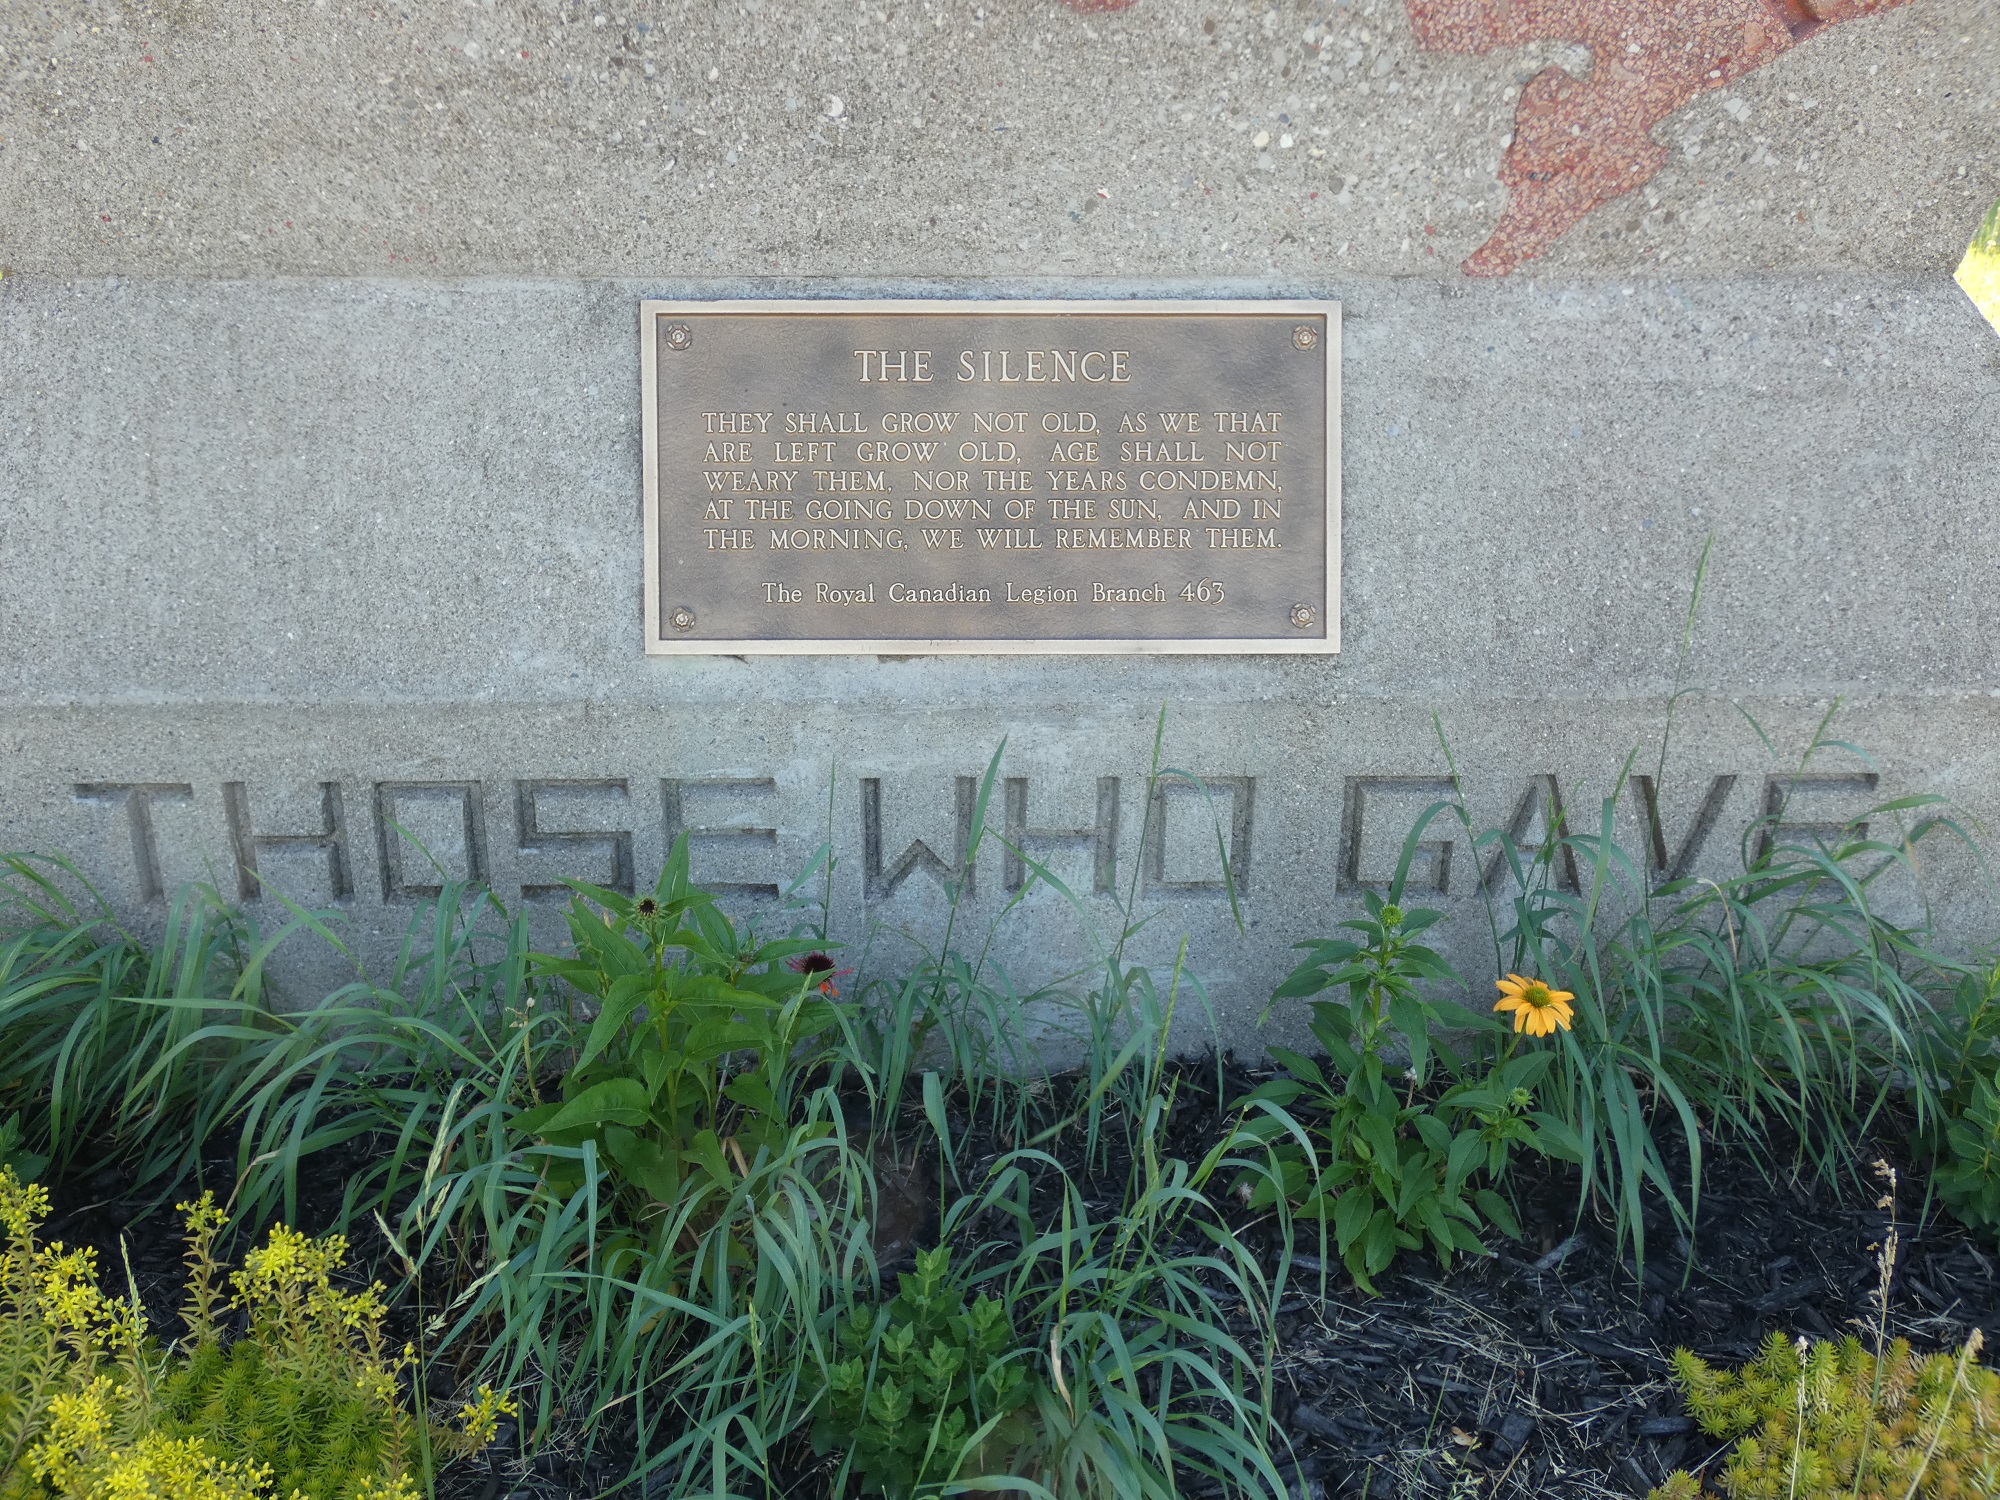 THE SILENCE
THEY SHALL GROW NOT OLD, AS WE THAT
ARE LEFT GROW OLD, AGE SHALL NOT
WEARY THEM, NOR THE YEARS CONDEMN,
AT THE GOING DOWN OF THE SUN, AND IN
THE MORNING, WE WILL REMEMBER THEM.
The Royal Canadian Legion Branch 463
THOSE WHO GAVE